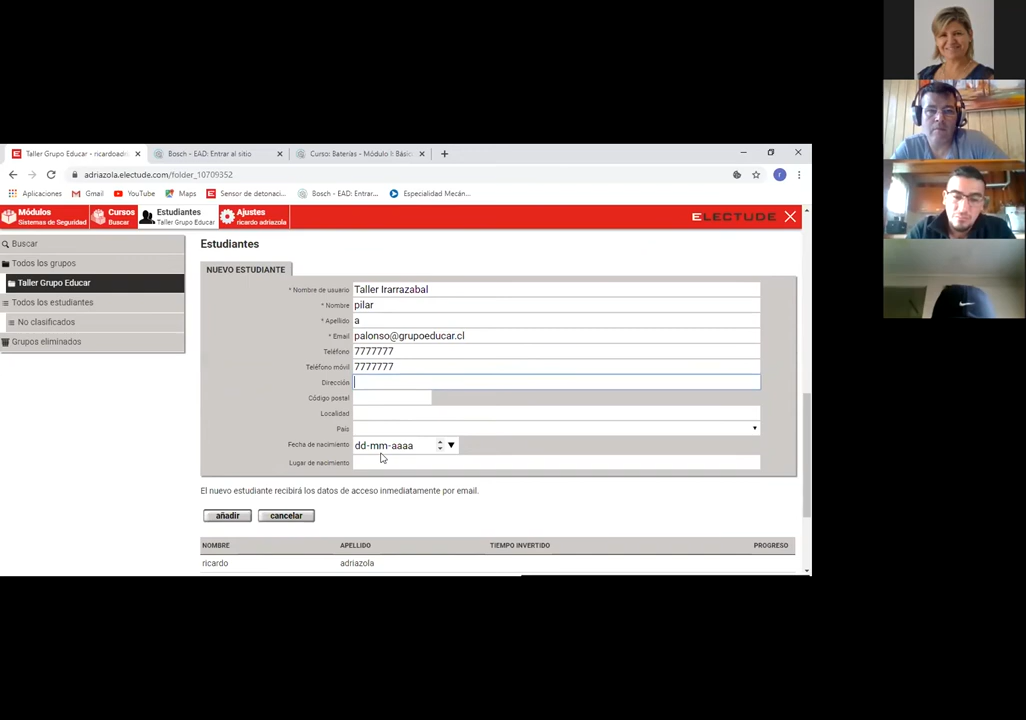 Taller Grupo Educar - ricardoad
Bosch - EAD: Entrar al sitio
Curso: Baterías - Módulo I: Básic
adriazola.electude.com/folder_10709352
Aplicaciones
Gmail
YouTube
Maps
Sensor de detonaci...
Bosch - EAD: Entrar...
Especialidad Mecán...
Módulos
Sistemas de Seguridad
Cursos
Buscar
Estudiantes
Taller Grupo Educar
Ajustes
ricardo adriazola
ELECTUDE
Buscar
Todos los grupos
Taller Grupo Educar
Todos los estudiantes
No clasificados
Grupos eliminados
Estudiantes
NUEVO ESTUDIANTE
* Nombre de usuario Taller Irarrazabal
* Nombre pilar
* Apellido a
* Email palonso@grupoeducar.cl
Teléfono 7777777
Teléfono móvil 7777777
Dirección
Código postal
Localidad
País
Fecha de nacimiento dd-mm-aaaa
Lugar de nacimiento
El nuevo estudiante recibirá los datos de acceso inmediatamente por email.
añadir cancelar
NOMBRE APELLIDO TIEMPO INVERTIDO PROGRESO
ricardo adriazola